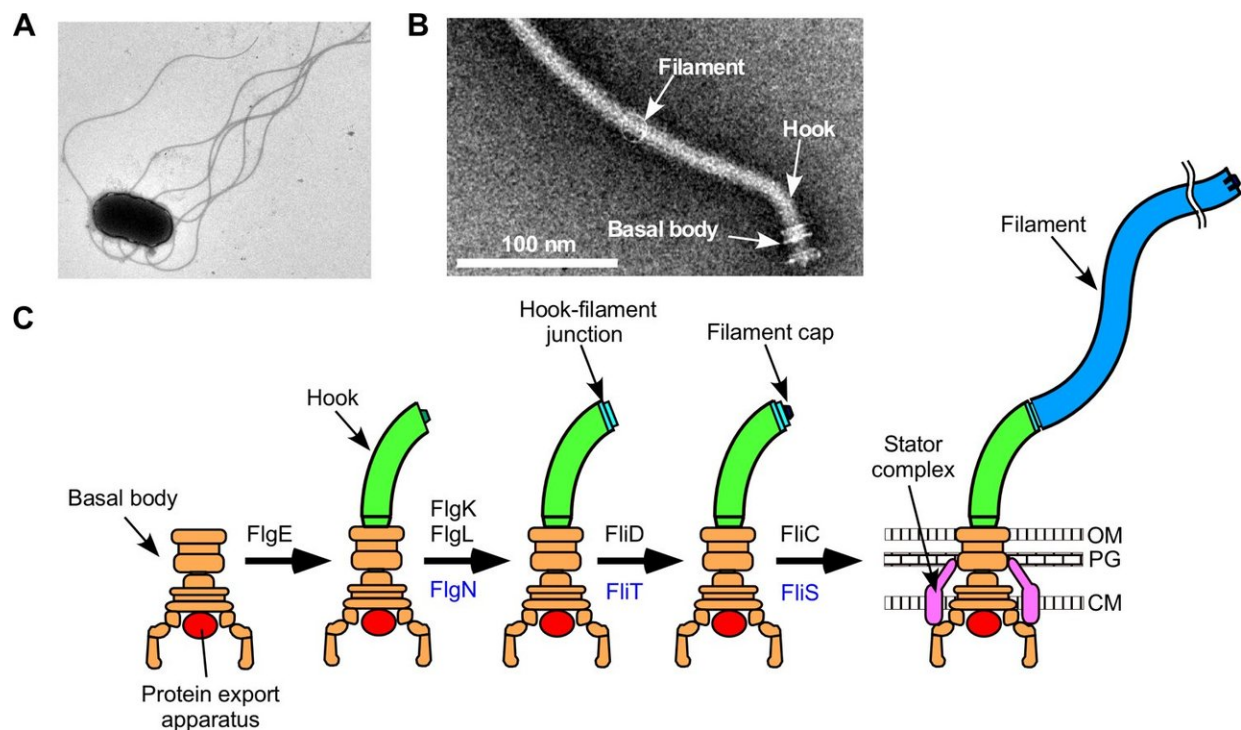 A
B
Filament
Hook
Basal body
100 nm
C
Basal body
Protein export
apparatus
FlgE
Hook
FlgK
FlgL
FlgN
Hook-filament
junction
FliD
FliT
Filament cap
FliC
FliS
Stator
complex
Filament
OM
PG
CM